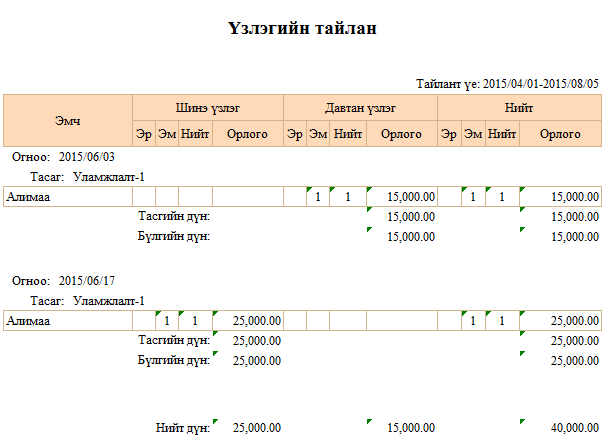 Үзлэгийн тайлан
Тайлант үе: 2015/04/01-2015/08/05
Эмч Шинэ үзлэг Давтан үзлэг Нийт
Эр Эм Нийт Орлого Эр Эм Нийт Орлого Эр Эм Нийт Орлого
Огноо: 2015/06/03
Тасаг: Уламжлалт-1
Алимаа 1 1 15,000.00 1 1 15,000.00
Тасгийн дүн: 15,000.00 15,000.00
Бүлгийн дүн: 15,000.00 15,000.00
Огноо: 2015/06/17
Тасаг: Уламжлалт-1
Алимаа 1 1 25,000.00 1 1 25,000.00
Тасгийн дүн: 25,000.00 25,000.00
Бүлгийн дүн: 25,000.00 25,000.00
Нийт дүн: 25,000.00 15,000.00 40,000.00